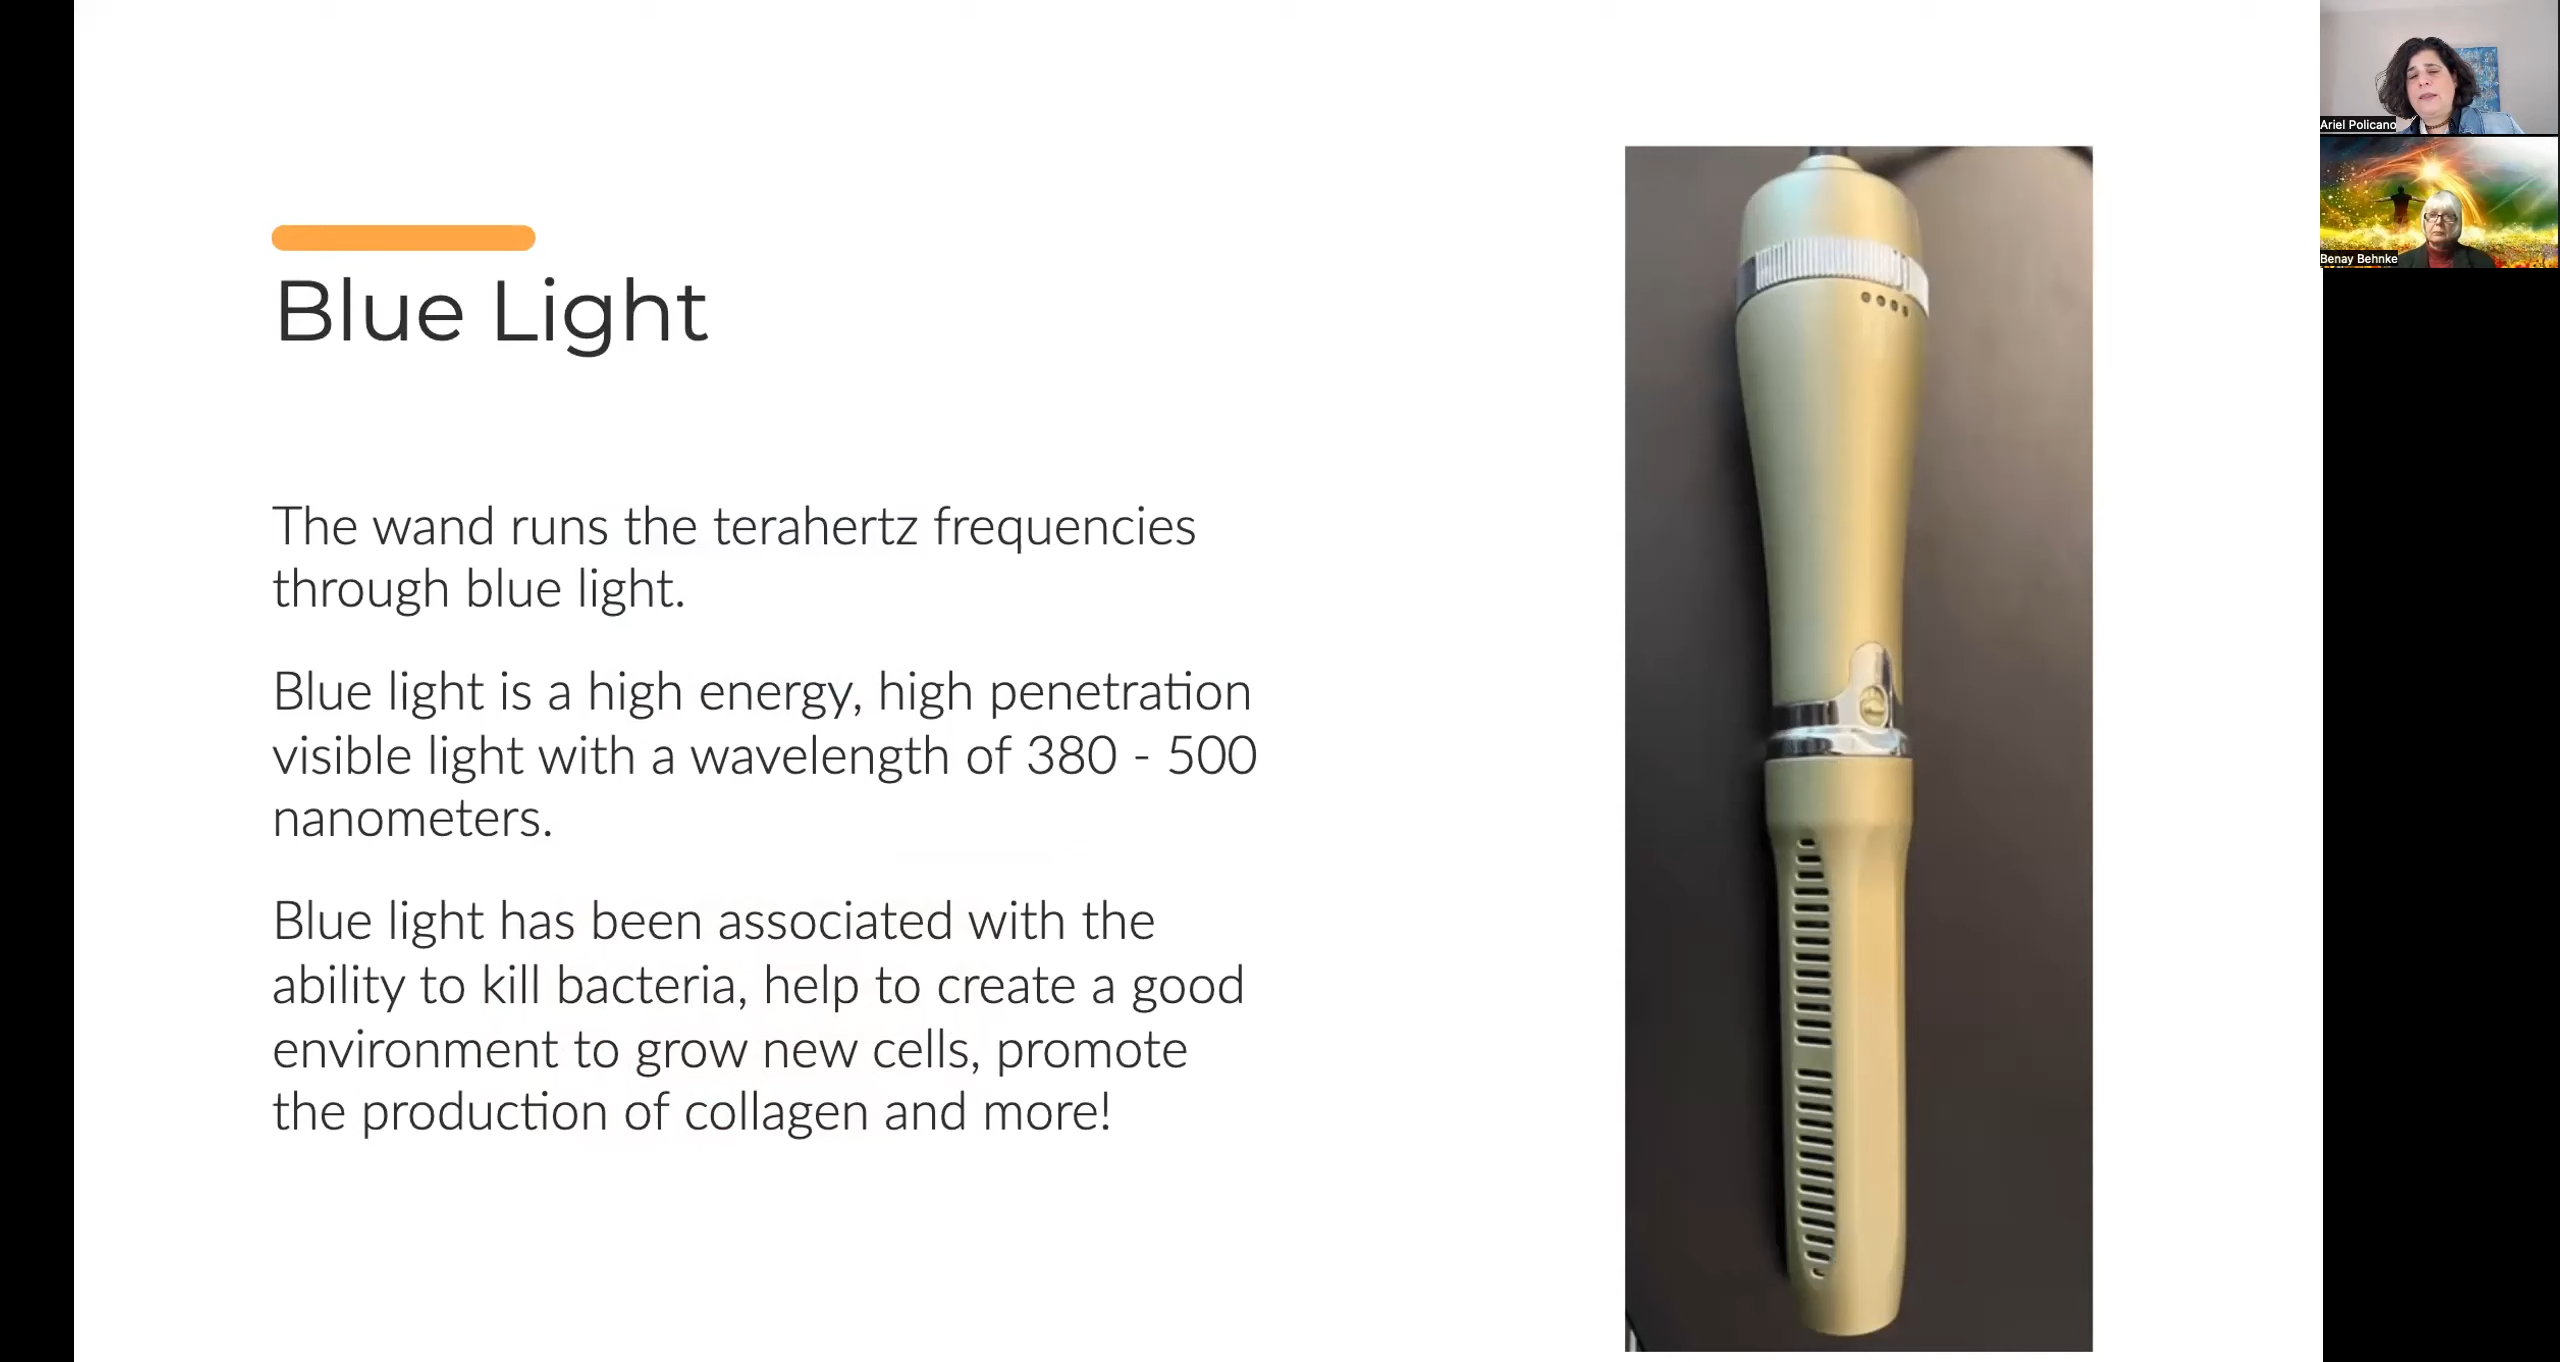 Blue Light
The wand runs the terahertz frequencies
through blue light.
Blue light is a high energy, high penetration
visible light with a wavelength of 380 - 500
nanometers.
Blue light has been associated with the
ability to kill bacteria, help to create a good
environment to grow new cells, promote
the production of collagen and more!
Ariel Policano
Benay Behnke